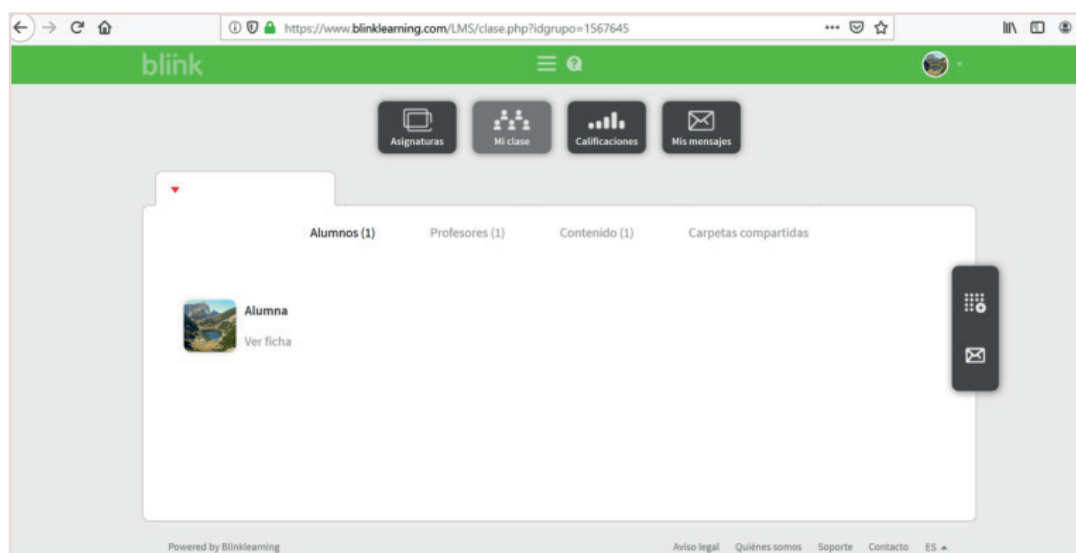 https://www.blinklearning.com/LMS/clase.php?idgrupo=1567645
blink
Asignaturas
Mi clase
Calificaciones
Mis mensajes
Alumnos (1)
Profesores (1)
Contenido (1)
Carpetas compartidas
Alumna
Ver ficha
Powered by Blinklearning
Aviso legal
Quiénes somos
Soporte
Contacto
ES